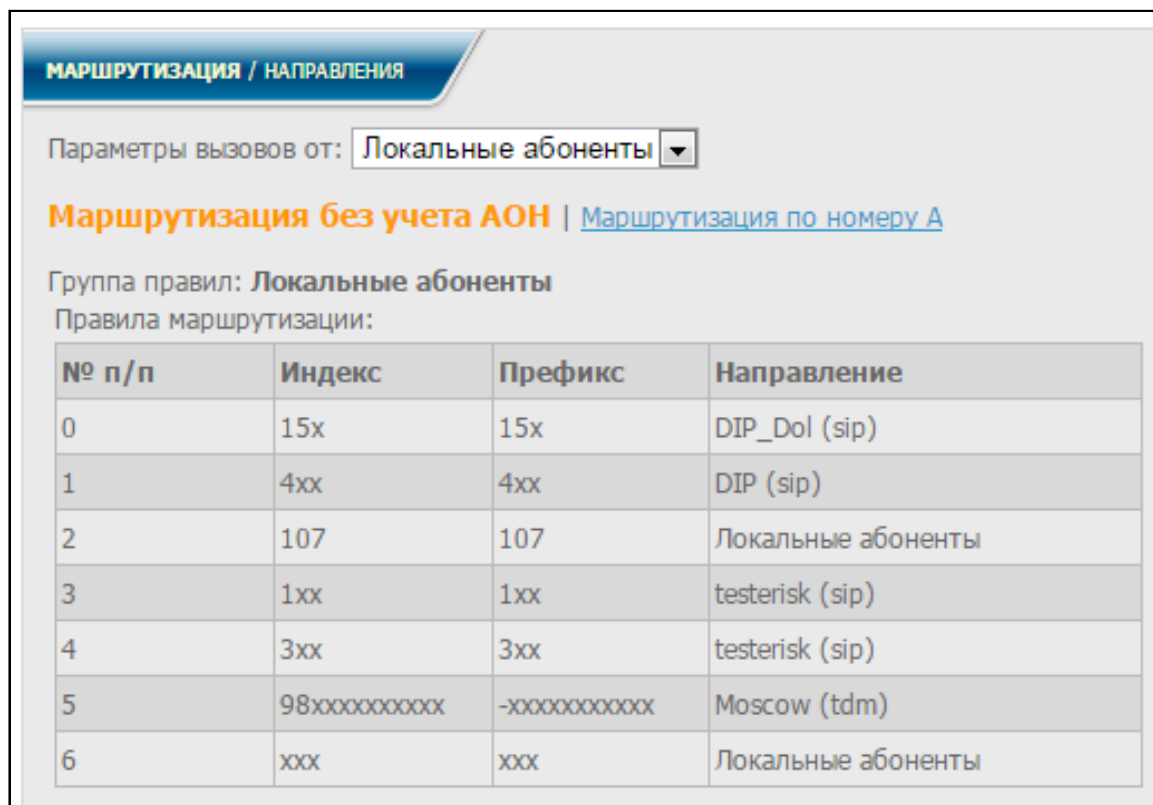 МАРШРУТИЗАЦИЯ / НАПРАВЛЕНИЯ
Параметры вызовов от: Локальные абоненты
Маршрутизация без учета АОН | Маршрутизация по номеру А
Группа правил: Локальные абоненты
Правила маршрутизации:
№ п/п Индекс Префикс Направление
0 15x 15x DIP_Dol (sip)
1 4xx 4xx DIP (sip)
2 107 107 Локальные абоненты
3 1xx 1xx testerisk (sip)
4 3xx 3xx testerisk (sip)
5 98xxxxxxxxxx -xxxxxxxxxxx Moscow (tdm)
6 xxx xxx Локальные абоненты